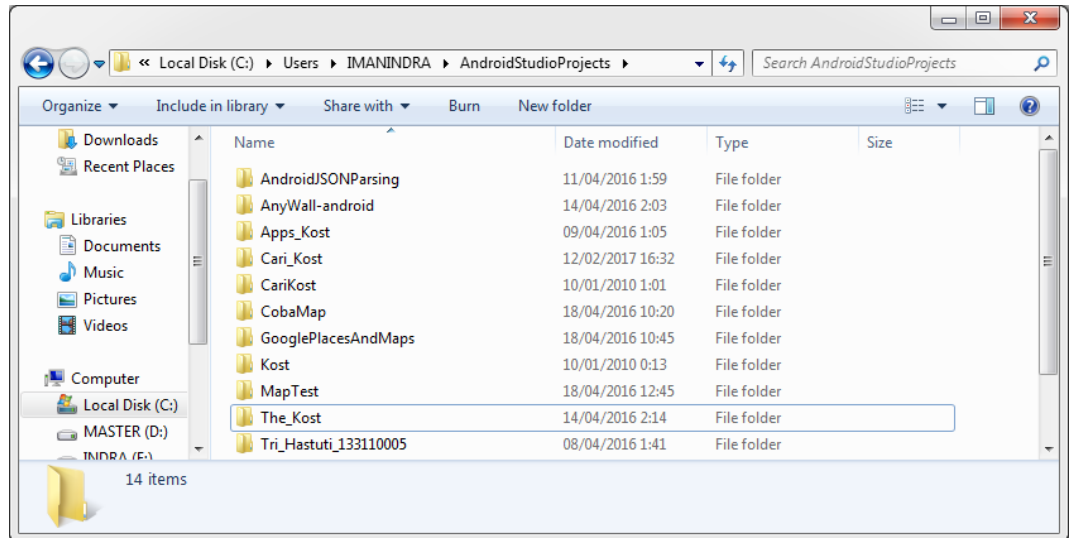 « Local Disk (C:) Users IMANINDRA AndroidStudioProjects Search AndroidStudioProjects
Organize Include in library Share with Burn New folder
Downloads
Recent Places
Libraries
Documents
Music
Pictures
Videos
Computer
Local Disk (C:)
MASTER (D:)
INDRA (E:)
Name Date modified Type Size
AndroidJSONParsing 11/04/2016 1:59 File folder
AnyWall-android 14/04/2016 2:03 File folder
Apps_Kost 09/04/2016 1:05 File folder
Cari_Kost 12/02/2017 16:32 File folder
CariKost 10/01/2010 1:01 File folder
CobaMap 18/04/2016 10:20 File folder
GooglePlacesAndMaps 18/04/2016 10:45 File folder
Kost 10/01/2010 0:13 File folder
MapTest 18/04/2016 12:45 File folder
The_Kost 14/04/2016 2:14 File folder
Tri_Hastuti_133110005 08/04/2016 1:41 File folder
14 items